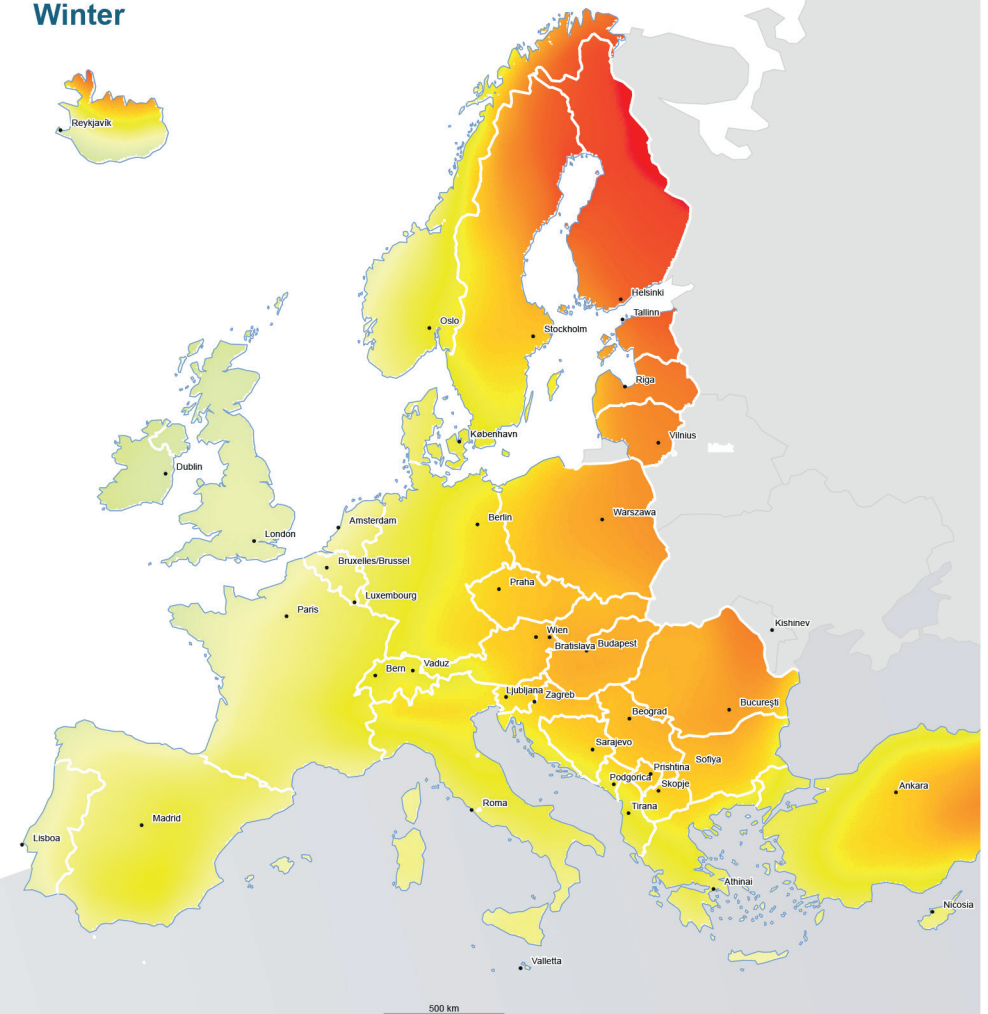 Winter
Reykjavík
Helsinki
Tallinn
Oslo
Stockholm
Riga
København
Vilnius
Dublin
Berlin
Warszawa
Amsterdam
London
Bruxelles/Brussel
Praha
Luxembourg
Paris
Kishinev
Wien
Bratislava
Budapest
Vaduz
Bern
Ljubljana
Zagreb
Bucureşti
Beograd
Sarajevo
Sofiya
Prishtina
Podgorica
Skopje
Ankara
Roma
Tirana
Madrid
Lisboa
Athinai
Nicosia
Valletta
500 km